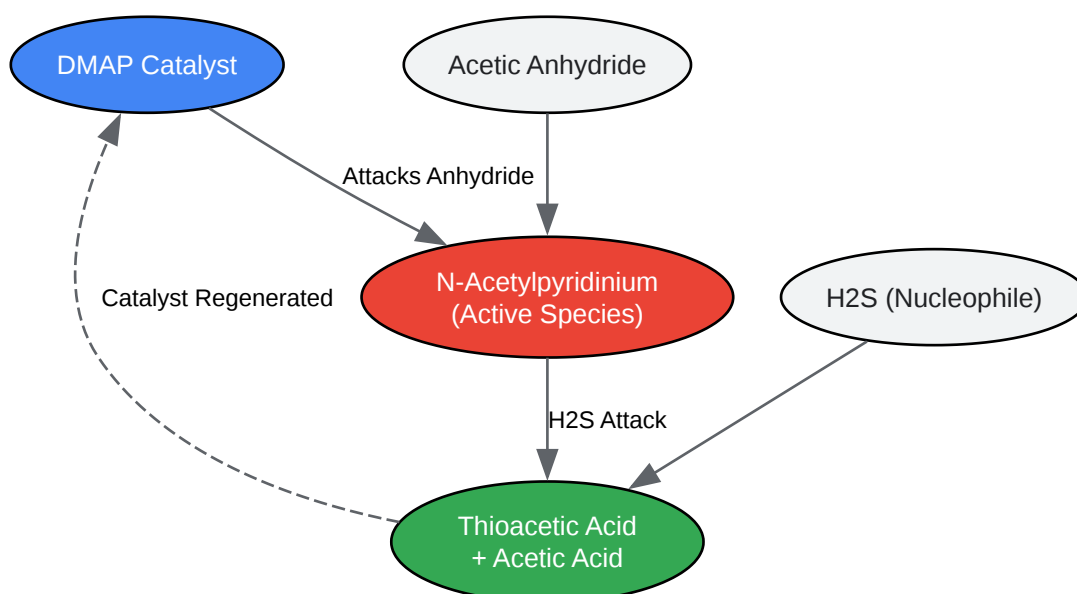 DMAP Catalyst
Acetic Anhydride
Attacks Anhydride
N-Acetylpyridinium
(Active Species)
H2S (Nucleophile)
Catalyst Regenerated
H2S Attack
Thioacetic Acid
+ Acetic Acid